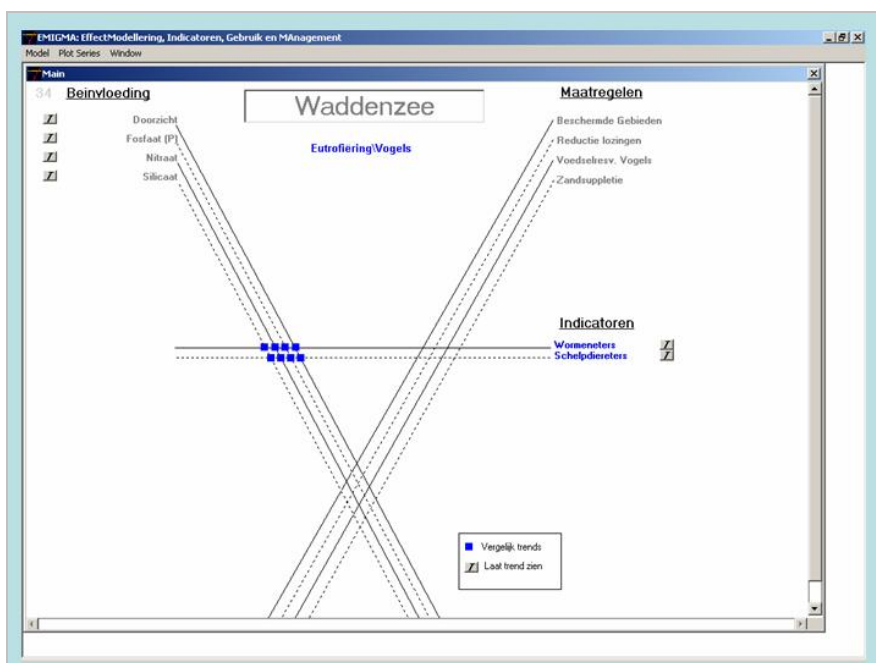 EMIGMA: EffectModellering, Indicatoren, Gebruik en MAnagement
Model Plot Series Window
Main
34 Beinvloeding
Waddenzee
Maatregelen
Doorzicht
Fosfaat (P)
Nitraat
Silicaat
Eutrofiering\Vogels
Beschermde Gebieden
Reductie lozingen
Voedselresv. Vogels
Zandsuppletie
Indicatoren
Wormeneters
Schelpdiereters
Vergelijk trends
Laat trend zien